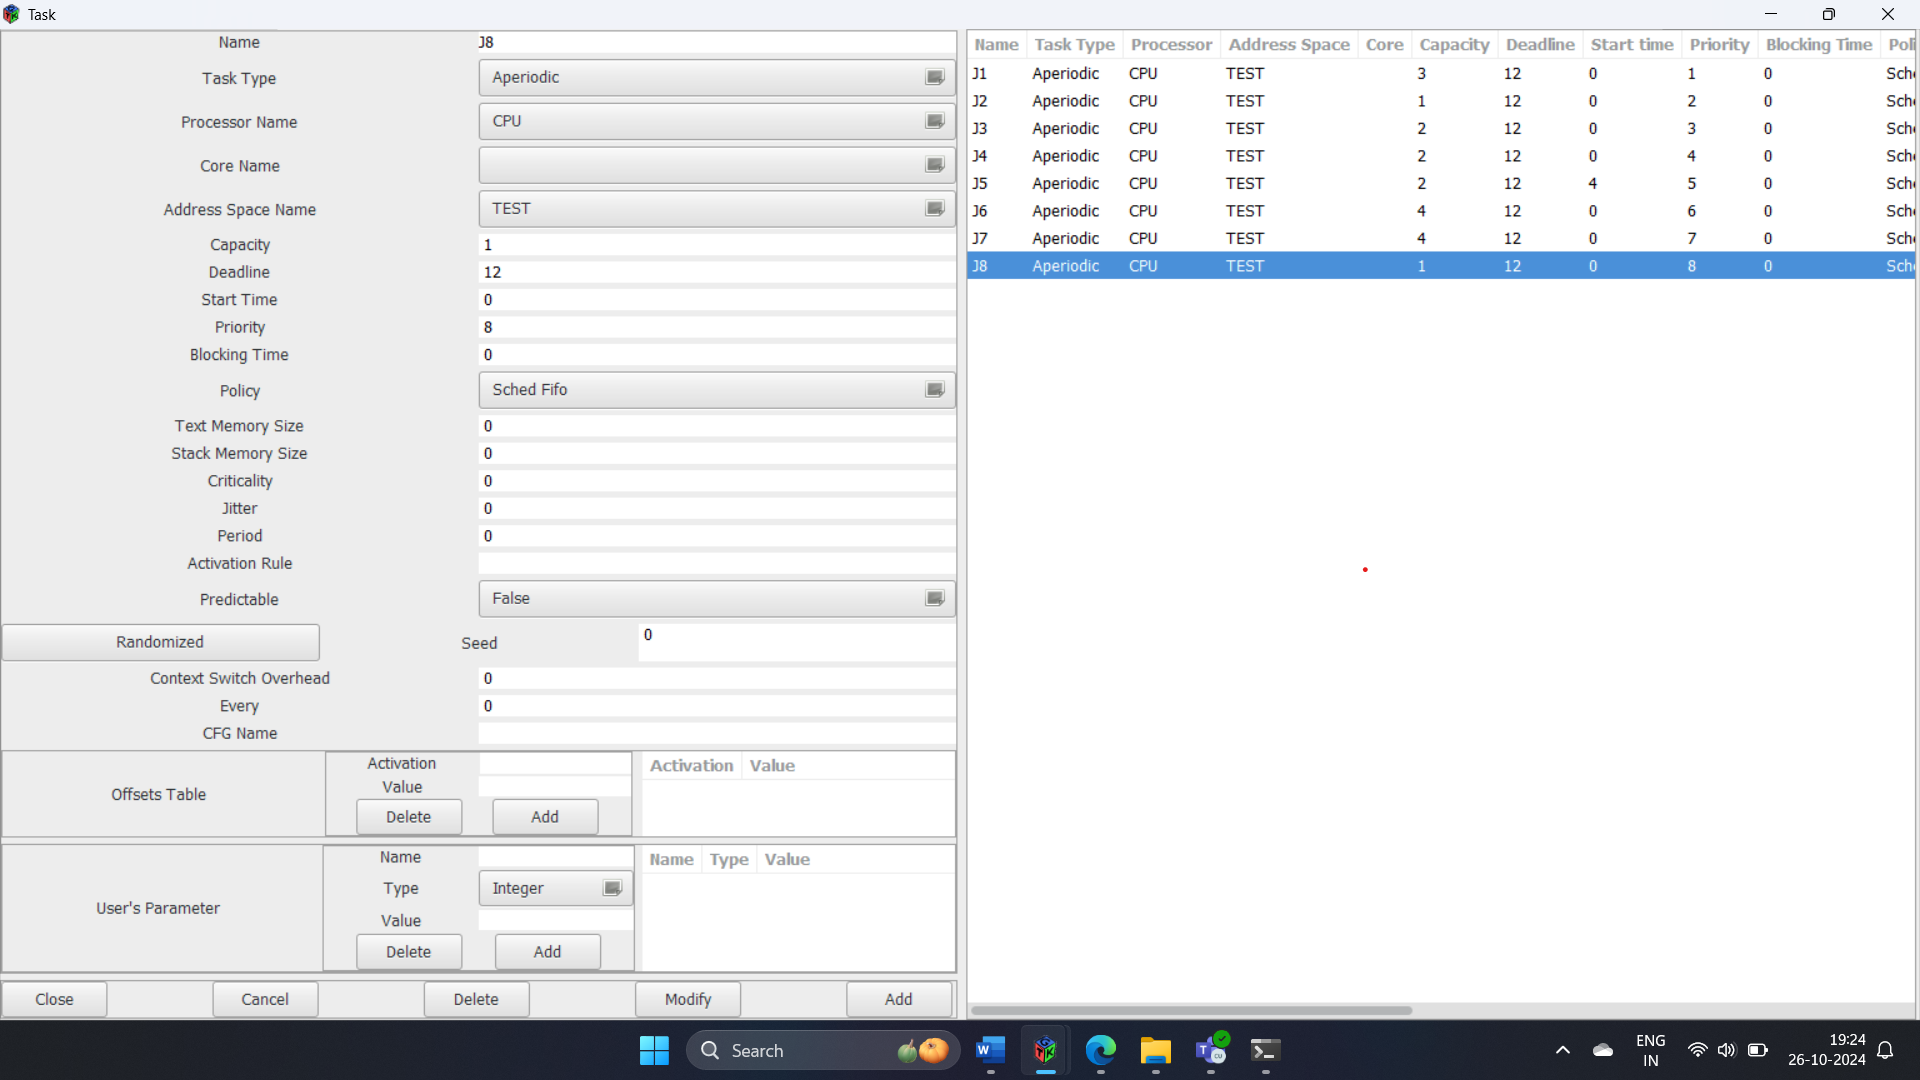 Task
Name J8
Task Type Aperiodic
Processor Name CPU
Core Name
Address Space Name TEST
Capacity 1
Deadline 12
Start Time 0
Priority 8
Blocking Time 0
Policy Sched Fifo
Text Memory Size 0
Stack Memory Size 0
Criticality 0
Jitter 0
Period 0
Activation Rule
Predictable False
Randomized Seed 0
Context Switch Overhead 0
Every 0
CFG Name
Offsets Table
Activation
Value
Delete Add
Activation Value
User's Parameter
Name
Type Integer
Value
Delete Add
Name Type Value
Close Cancel Delete Modify Add
Name Task Type Processor Address Space Core Capacity Deadline Start time Priority Blocking Time Poli
J1 Aperiodic CPU TEST 3 12 0 1 0 Sch
J2 Aperiodic CPU TEST 1 12 0 2 0 Sch
J3 Aperiodic CPU TEST 2 12 0 3 0 Sch
J4 Aperiodic CPU TEST 2 12 0 4 0 Sch
J5 Aperiodic CPU TEST 2 12 4 5 0 Sch
J6 Aperiodic CPU TEST 4 12 0 6 0 Sch
J7 Aperiodic CPU TEST 4 12 0 7 0 Sch
J8 Aperiodic CPU TEST 1 12 0 8 0 Sch
Search
ENG
IN
19:24
26-10-2024